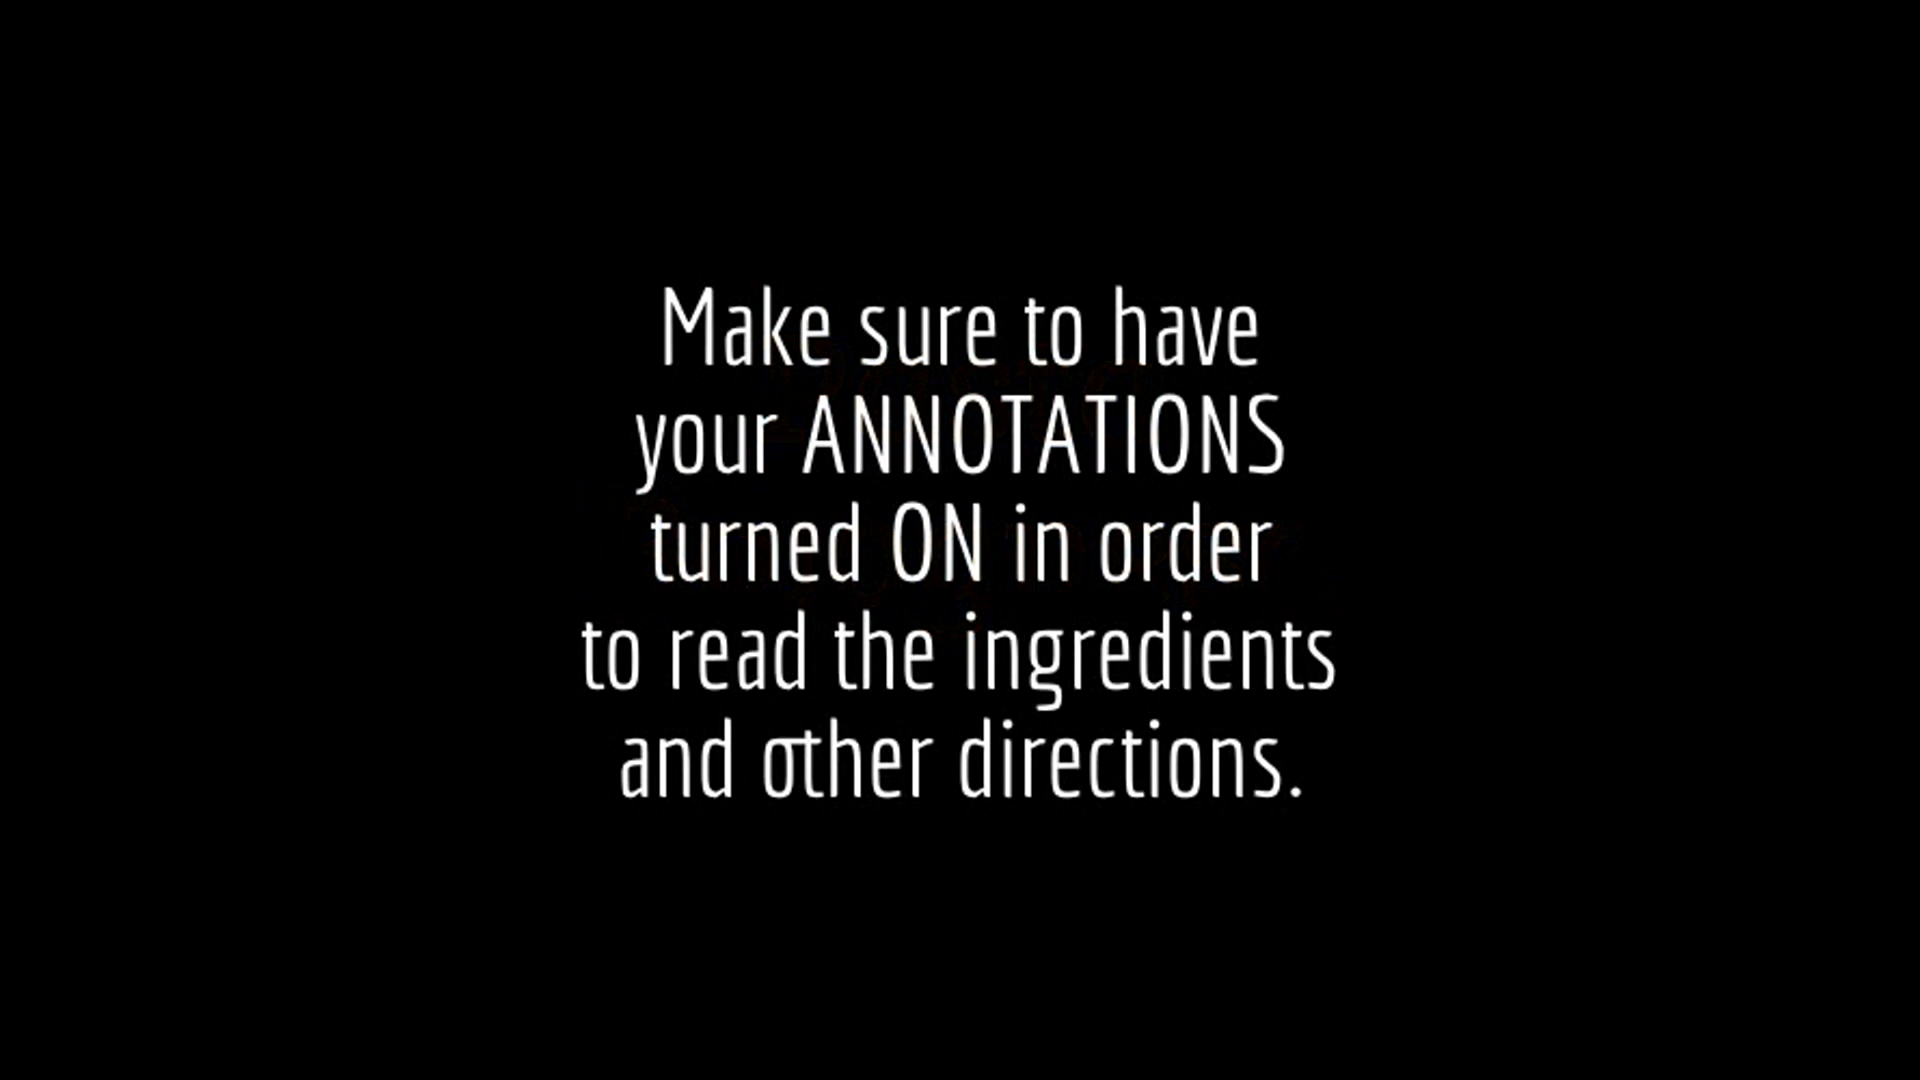 Make sure to have
your ANNOTATIONS
turned ON in order
to read the ingredients
and other directions.